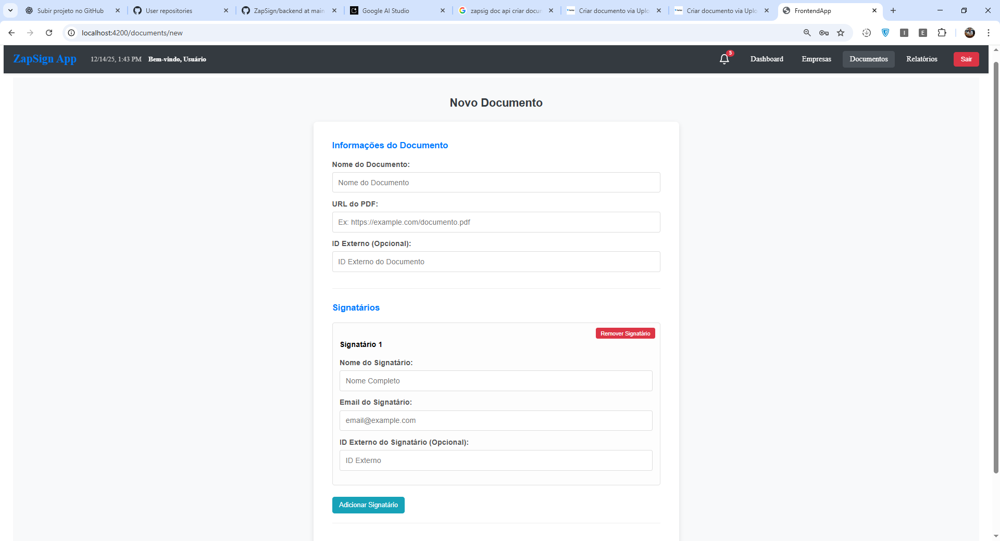 Subir projeto no GitHub
User repositories
ZapSign/backend at main
Google AI Studio
zapsig doc api criar docun
Criar documento via Uplo
Criar documento via Uplo
FrontendApp
localhost:4200/documents/new
I
E
ZapSign App
12/14/25, 1:43 PM
Bem-vindo, Usuário
5
Dashboard
Empresas
Documentos
Relatórios
Sair
Novo Documento
Informações do Documento
Nome do Documento:
Nome do Documento
URL do PDF:
Ex: https://example.com/documento.pdf
ID Externo (Opcional):
ID Externo do Documento
Signatários
Remover Signatário
Signatário 1
Nome do Signatário:
Nome Completo
Email do Signatário:
email@example.com
ID Externo do Signatário (Opcional):
ID Externo
Adicionar Signatário